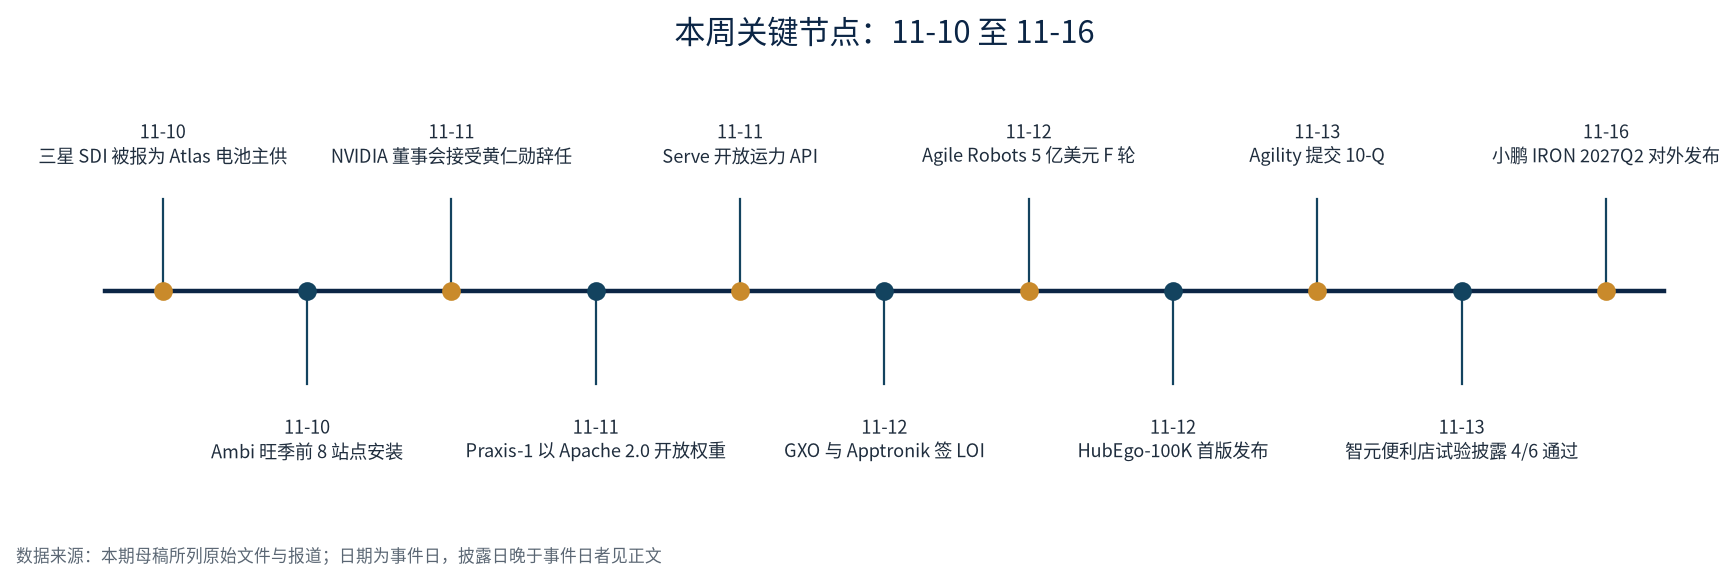 本周关键节点：11-10 至 11-16
11-10
三星 SDI 被报为 Atlas 电池主供
11-11
NVIDIA 董事会接受黄仁勋辞任
11-11
Serve 开放运力 API
11-12
Agile Robots 5 亿美元 F 轮
11-13
Agility 提交 10-Q
11-16
小鹏 IRON 2027Q2 对外发布
11-10
Ambi 旺季前 8 站点安装
11-11
Praxis-1 以 Apache 2.0 开放权重
11-12
GXO 与 Apptronik 签 LOI
11-12
HubEgo-100K 首版发布
11-13
智元便利店试验披露 4/6 通过
数据来源：本期母稿所列原始文件与报道；日期为事件日，披露日晚于事件日者见正文